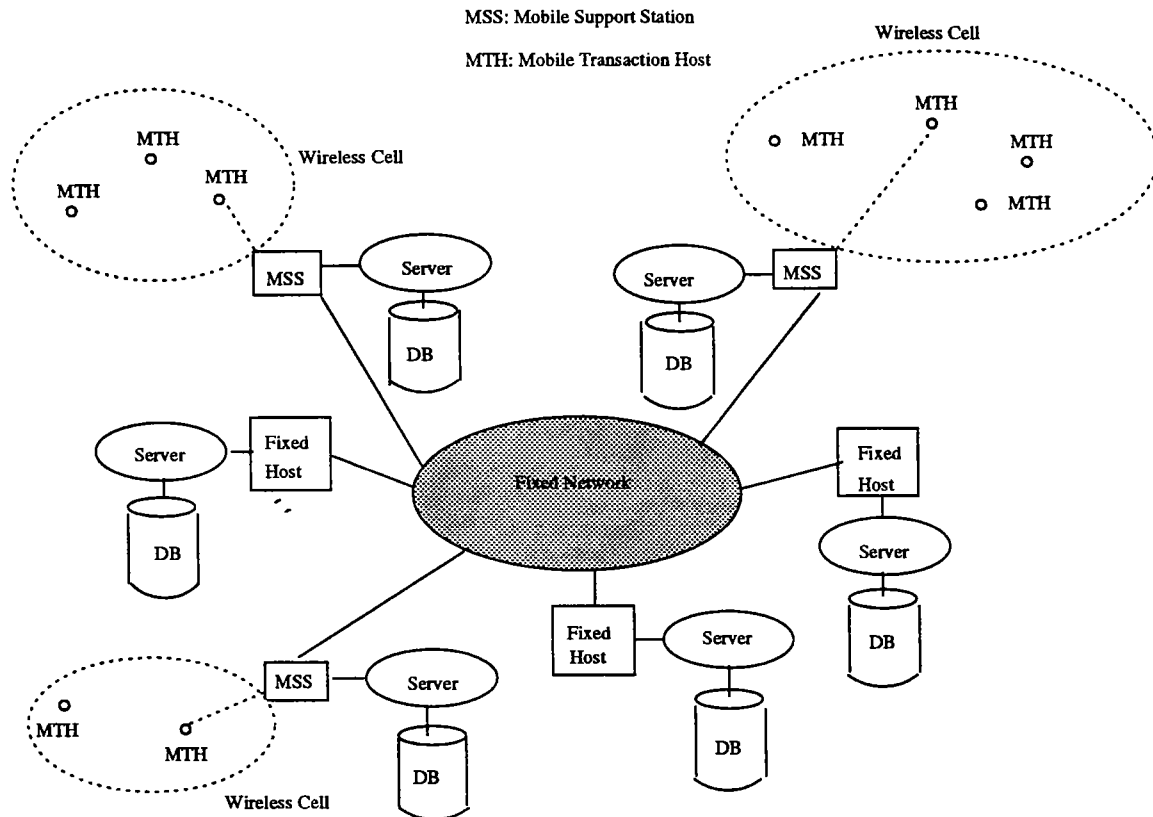 MSS: Mobile Support Station
MTH: Mobile Transaction Host
Wireless Cell
MTH
MTH
MTH
Wireless Cell
MTH
MTH
MTH
MTH
MSS
Server
DB
Server
MSS
DB
Server
Fixed
Host
DB
Fixed Network
Fixed
Host
Server
DB
Fixed
Host
Server
DB
MSS
Server
DB
MTH
MTH
Wireless Cell